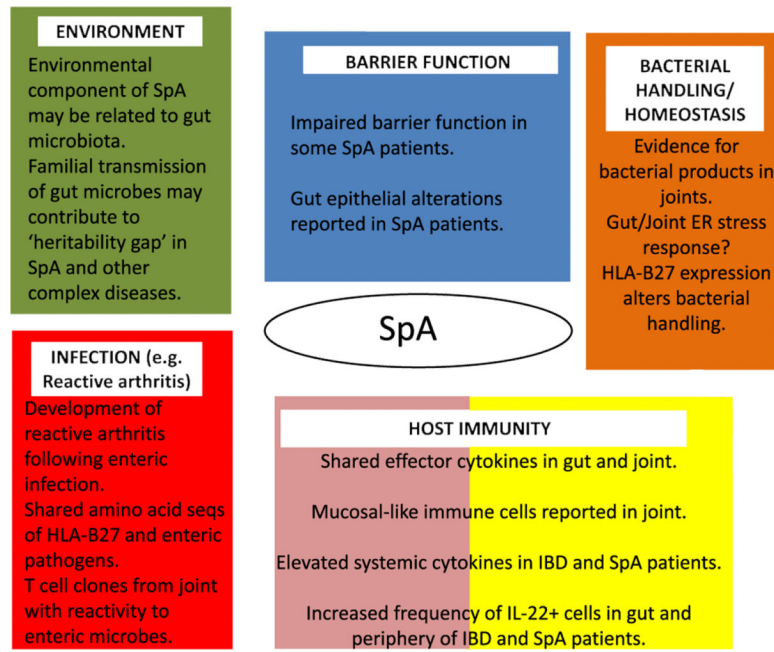 ENVIRONMENT
Environmental
component of SpA
may be related to gut
microbiota.
Familial transmission
of gut microbes may
contribute to
‘heritability gap’ in
SpA and other
complex diseases.
BARRIER FUNCTION
Impaired barrier function in
some SpA patients.
Gut epithelial alterations
reported in SpA patients.
BACTERIAL
HANDLING/
HOMEOSTASIS
Evidence for
bacterial products in
joints.
Gut/Joint ER stress
response?
HLA-B27 expression
alters bacterial
handling.
SpA
INFECTION (e.g.
Reactive arthritis)
Development of
reactive arthritis
following enteric
infection.
Shared amino acid seqs
of HLA-B27 and enteric
pathogens.
T cell clones from joint
with reactivity to
enteric microbes.
HOST IMMUNITY
Shared effector cytokines in gut and joint.
Mucosal-like immune cells reported in joint.
Elevated systemic cytokines in IBD and SpA patients.
Increased frequency of IL-22+ cells in gut and
periphery of IBD and SpA patients.